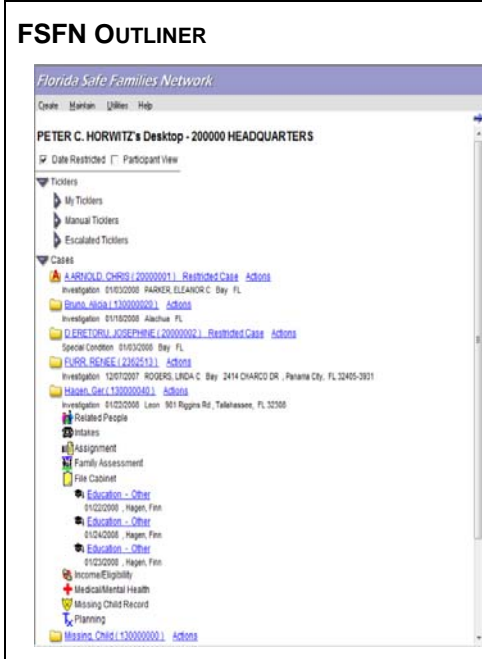 FSFN OUTLINER
Florida Safe Families Network
Create Maintain Utilities Help
PETER C. HORWITZ's Desktop - 200000 HEADQUARTERS
Date Restricted Participant View
Ticklers
My Ticklers
Manual Ticklers
Escalated Ticklers
Cases
AARNOLD, CHRIS ( 20000001 ) Restricted Case Actions
Investigation 01/03/2008 PARKER, ELEANOR C Bay FL
Bruno, Alicia ( 130000020 ) Actions
Investigation 01/18/2008 Alachua FL
D ERETORU, JOSEPHINE ( 20000002 ) Restricted Case Actions
Special Condition 01/03/2008 Bay FL
FURR, RENEE ( 2362513 ) Actions
Investigation 12/07/2007 ROGERS, LINDA C Bay 2414 CHARCO DR , Panama City, FL 32405-3931
Hagen, Ger ( 130000040 ) Actions
Investigation 01/22/2008 Leon 901 Riggins Rd , Tallahassee, FL 32308
Related People
Intakes
Assignment
Family Assessment
File Cabinet
Education - Other
01/22/2008 , Hagen, Finn
Education - Other
01/24/2008 , Hagen, Finn
Education - Other
01/23/2008 , Hagen, Finn
Income/Eligibility
Medical/Mental Health
Missing Child Record
Planning
Missing, Child ( 130000000 ) Actions